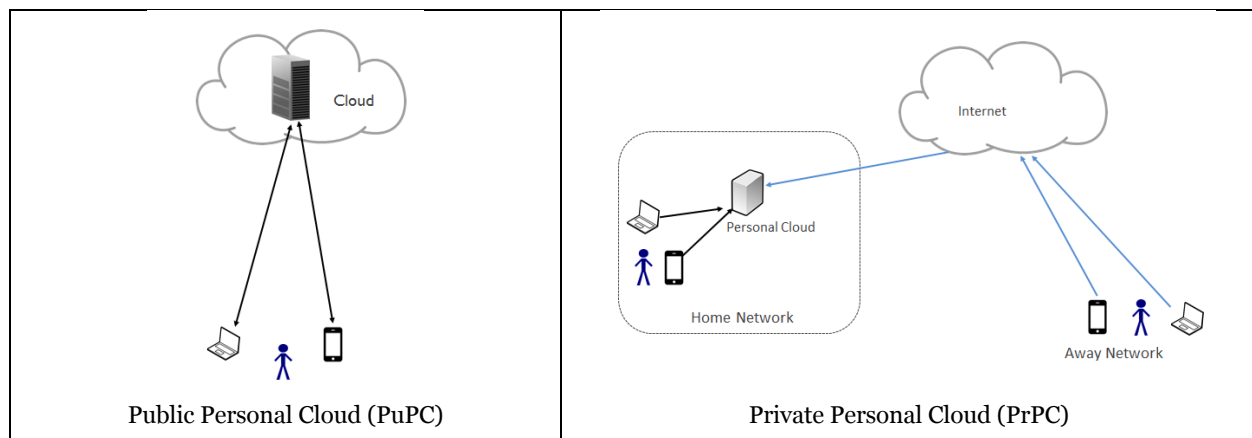 Cloud
Public Personal Cloud (PuPC)
Internet
Personal Cloud
Home Network
Away Network
Private Personal Cloud (PrPC)